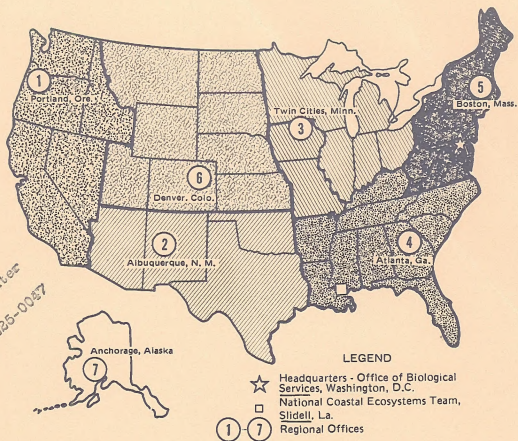 1
Portland, Ore.
Twin Cities, Minn.
3
5
Boston, Mass.
6
Denver, Colo.
2
Albuquerque, N. M.
4
Atlanta, Ga.
Anchorage, Alaska
7
LEGEND
Headquarters - Office of Biological
Services, Washington, D.C.
National Coastal Ecosystems Team,
Slidell, La.
1 - 7 Regional Offices